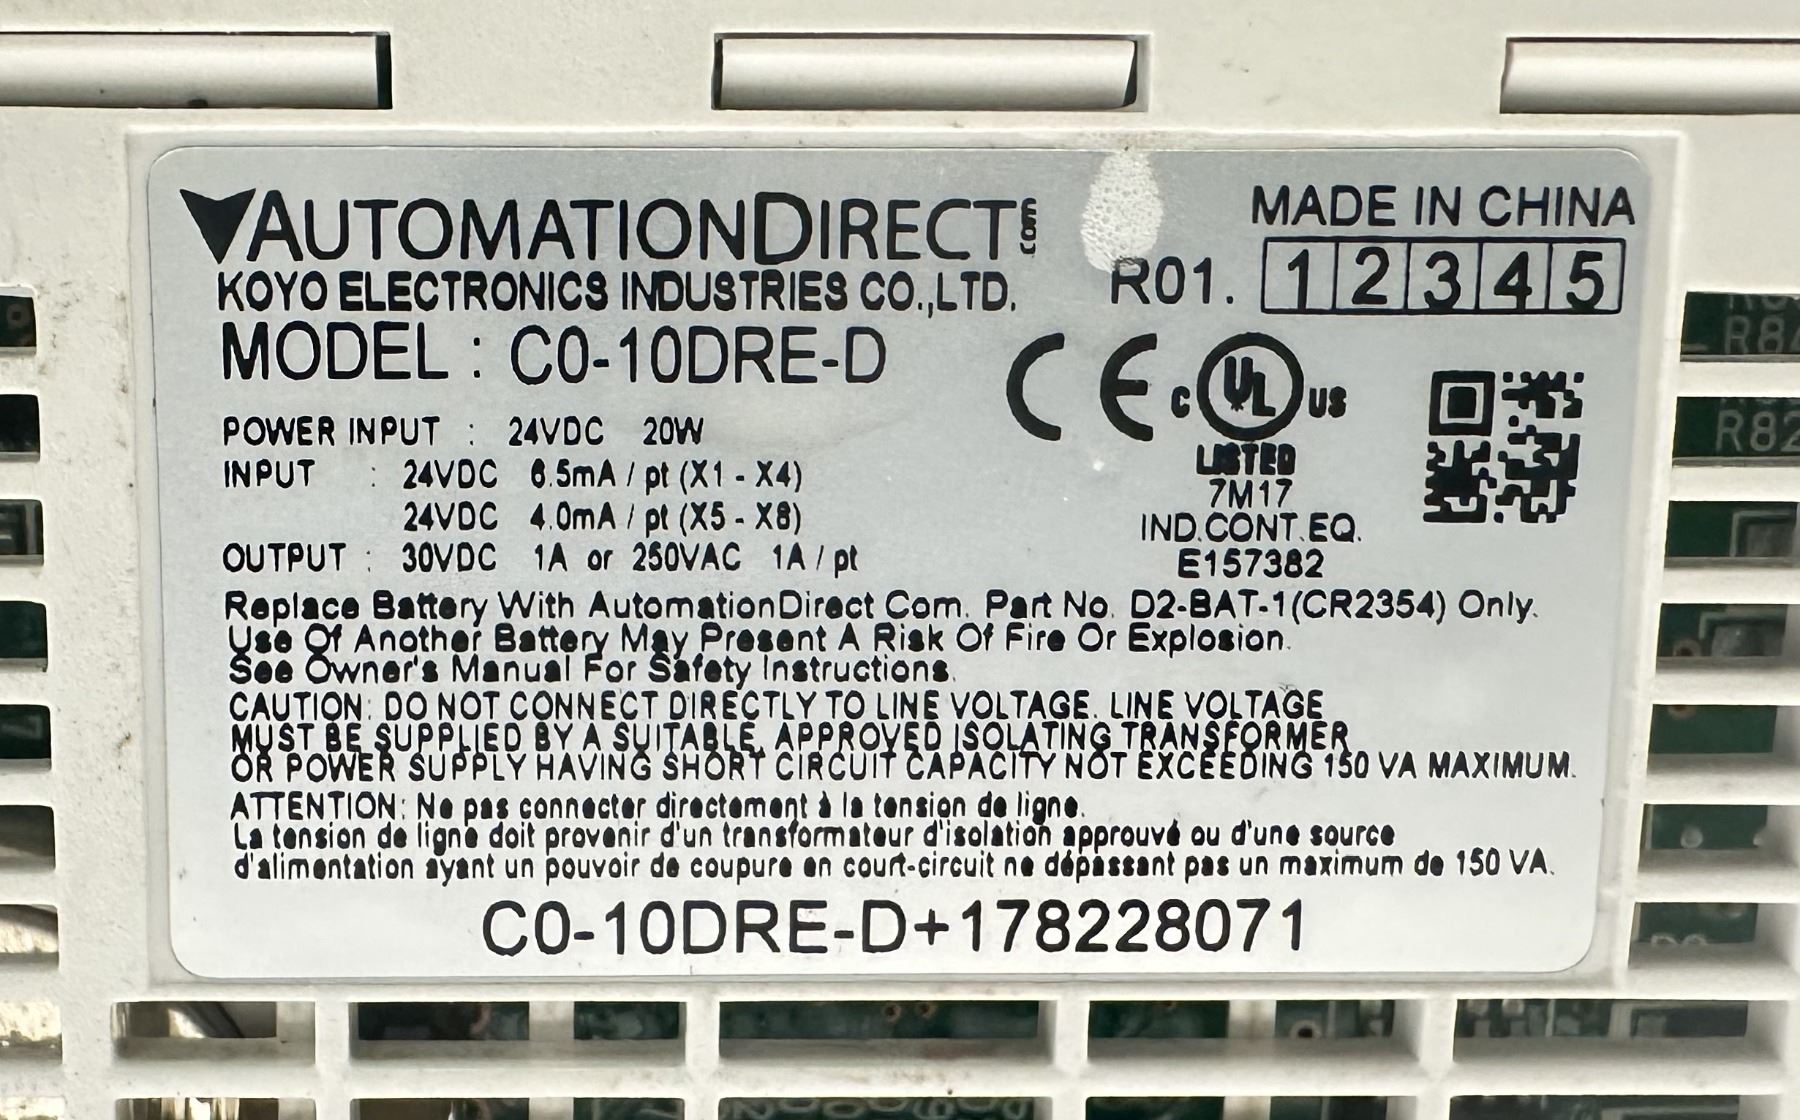 AUTOMATIONDIRECT.com
MADE IN CHINA
KOYO ELECTRONICS INDUSTRIES CO.,LTD.
R01. 1 2 3 4 5
MODEL : C0-10DRE-D
CE C UL US
LISTED
7M17
IND.CONT.EQ.
E157382
POWER INPUT : 24VDC 20W
INPUT : 24VDC 6.5mA / pt (X1 - X4)
24VDC 4.0mA / pt (X5 - X8)
OUTPUT : 30VDC 1A or 250VAC 1A / pt
Replace Battery With AutomationDirect Com. Part No. D2-BAT-1(CR2354) Only.
Use Of Another Battery May Present A Risk Of Fire Or Explosion.
See Owner's Manual For Safety Instructions.
CAUTION: DO NOT CONNECT DIRECTLY TO LINE VOLTAGE. LINE VOLTAGE
MUST BE SUPPLIED BY A SUITABLE, APPROVED ISOLATING TRANSFORMER
OR POWER SUPPLY HAVING SHORT CIRCUIT CAPACITY NOT EXCEEDING 150 VA MAXIMUM.
ATTENTION: Ne pas connecter directement à la tension de ligne.
La tension de ligne doit provenir d'un transformateur d'isolation approuvé ou d'une source
d'alimentation ayant un pouvoir de coupure en court-circuit ne dépassant pas un maximum de 150 VA.
C0-10DRE-D+178228071